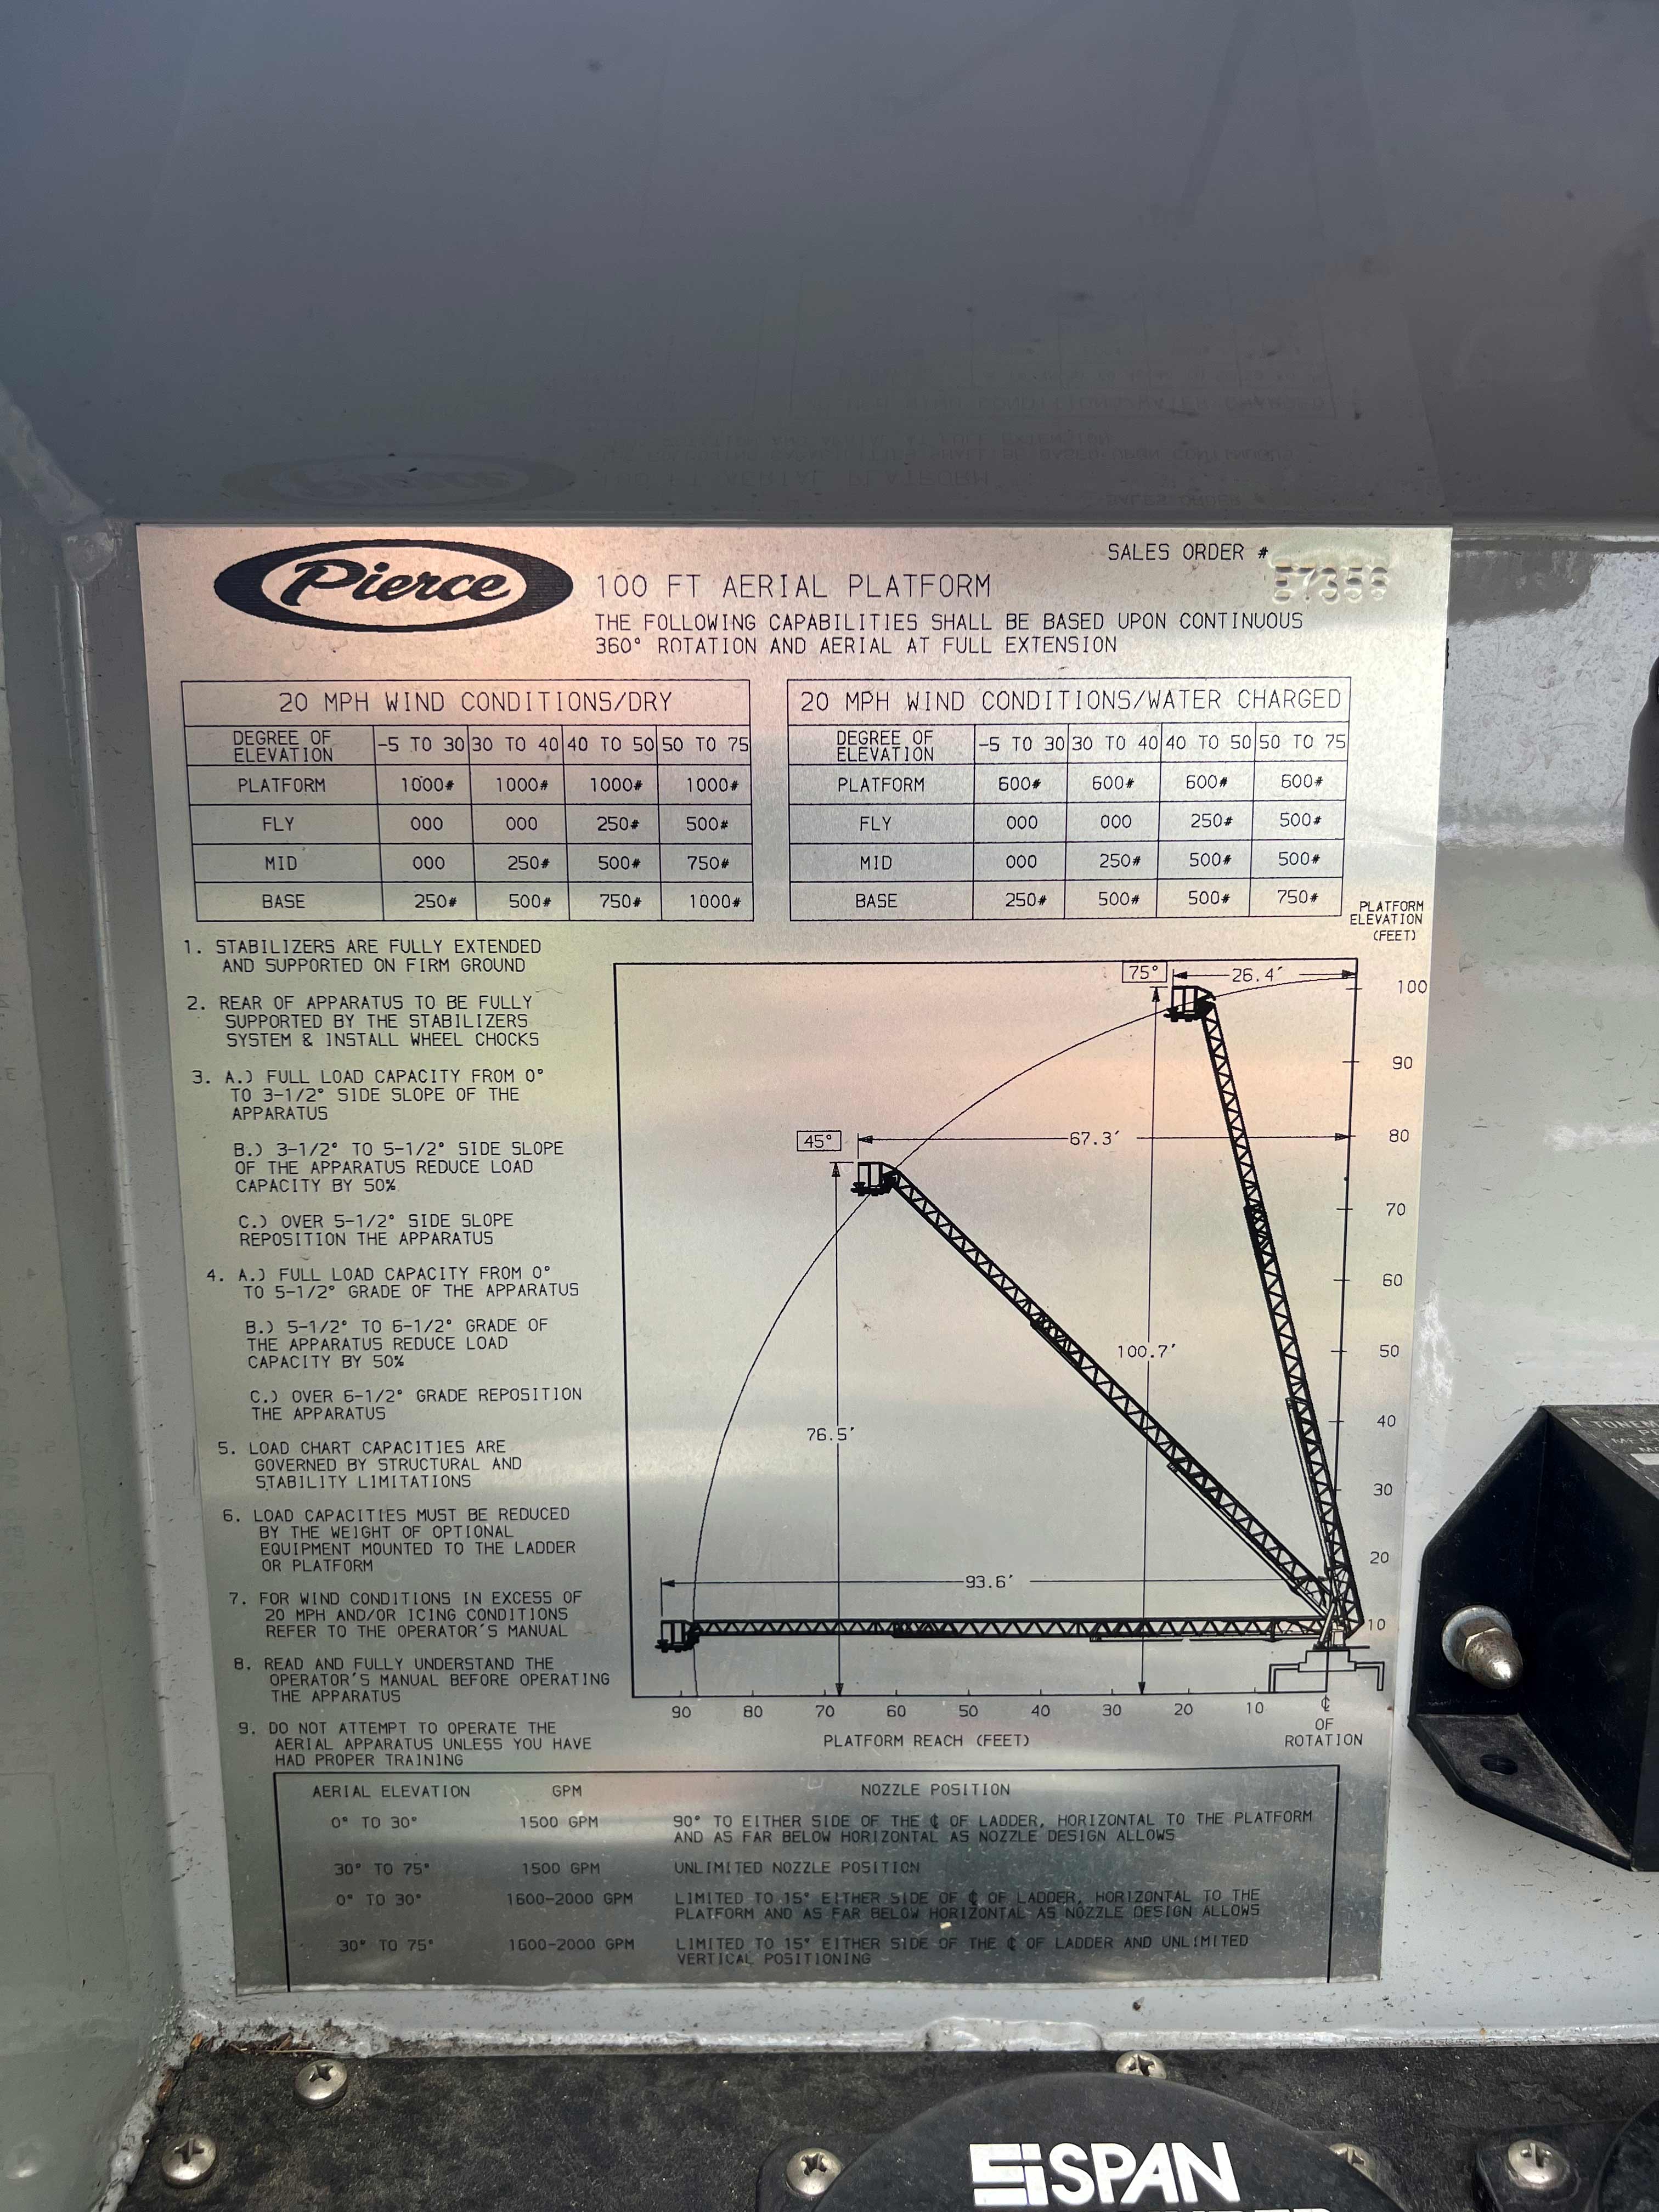 Pierce
SALES ORDER #
100 FT AERIAL PLATFORM
THE FOLLOWING CAPABILITIES SHALL BE BASED UPON CONTINUOUS
360° ROTATION AND AERIAL AT FULL EXTENSION
20 MPH WIND CONDITIONS/DRY
DEGREE OF ELEVATION -5 TO 30 30 TO 40 40 TO 50 50 TO 75
PLATFORM 1000# 1000# 1000# 1000#
FLY 000 000 250# 500#
MID 000 250# 500# 750#
BASE 250# 500# 750# 1000#
20 MPH WIND CONDITIONS/WATER CHARGED
DEGREE OF ELEVATION -5 TO 30 30 TO 40 40 TO 50 50 TO 75
PLATFORM 600# 600# 600# 600#
FLY 000 000 250# 500#
MID 000 250# 500# 500#
BASE 250# 500# 500# 750#
1. STABILIZERS ARE FULLY EXTENDED
AND SUPPORTED ON FIRM GROUND
2. REAR OF APPARATUS TO BE FULLY
SUPPORTED BY THE STABILIZERS
SYSTEM & INSTALL WHEEL CHOCKS
3. A.) FULL LOAD CAPACITY FROM 0°
TO 3-1/2° SIDE SLOPE OF THE
APPARATUS
B.) 3-1/2° TO 5-1/2° SIDE SLOPE
OF THE APPARATUS REDUCE LOAD
CAPACITY BY 50%
C.) OVER 5-1/2° SIDE SLOPE
REPOSITION THE APPARATUS
4. A.) FULL LOAD CAPACITY FROM 0°
TO 5-1/2° GRADE OF THE APPARATUS
B.) 5-1/2° TO 6-1/2° GRADE OF
THE APPARATUS REDUCE LOAD
CAPACITY BY 50%
C.) OVER 6-1/2° GRADE REPOSITION
THE APPARATUS
5. LOAD CHART CAPACITIES ARE
GOVERNED BY STRUCTURAL AND
STABILITY LIMITATIONS
6. LOAD CAPACITIES MUST BE REDUCED
BY THE WEIGHT OF OPTIONAL
EQUIPMENT MOUNTED TO THE LADDER
OR PLATFORM
7. FOR WIND CONDITIONS IN EXCESS OF
20 MPH AND/OR ICING CONDITIONS
REFER TO THE OPERATOR'S MANUAL
8. READ AND FULLY UNDERSTAND THE
OPERATOR'S MANUAL BEFORE OPERATING
THE APPARATUS
9. DO NOT ATTEMPT TO OPERATE THE
AERIAL APPARATUS UNLESS YOU HAVE
HAD PROPER TRAINING
PLATFORM
ELEVATION
(FEET)
75° 26.4'
100
90
45° 67.3'
80
70
60
100.7'
50
76.5'
40
30
20
93.6'
10
90 80 70 60 50 40 30 20 10 ℄
OF
ROTATION
PLATFORM REACH (FEET)
AERIAL ELEVATION GPM NOZZLE POSITION
0° TO 30° 1500 GPM 90° TO EITHER SIDE OF THE ℄ OF LADDER, HORIZONTAL TO THE PLATFORM
AND AS FAR BELOW HORIZONTAL AS NOZZLE DESIGN ALLOWS
30° TO 75° 1500 GPM UNLIMITED NOZZLE POSITION
0° TO 30° 1600-2000 GPM LIMITED TO 15° EITHER SIDE OF ℄ OF LADDER, HORIZONTAL TO THE
PLATFORM AND AS FAR BELOW HORIZONTAL AS NOZZLE DESIGN ALLOWS
30° TO 75° 1600-2000 GPM LIMITED TO 15° EITHER SIDE OF THE ℄ OF LADDER AND UNLIMITED
VERTICAL POSITIONING
SPAN